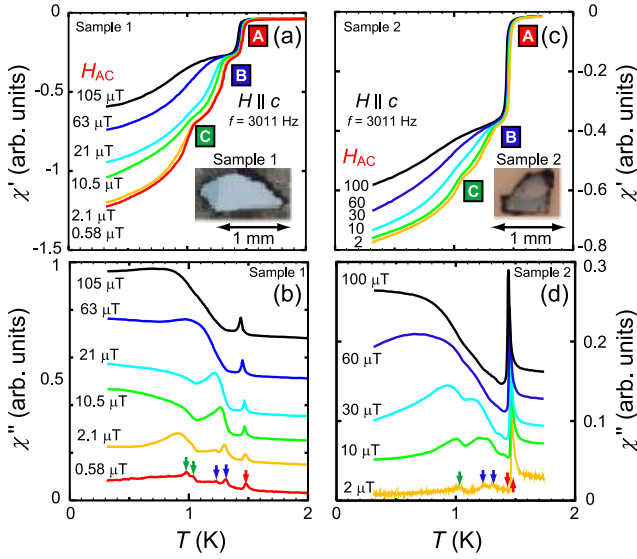 Sample 1
(a)
A
B
C
H_AC
105 μT
63 μT
21 μT
10.5 μT
2.1 μT
0.58 μT
H || c
f = 3011 Hz
Sample 1
1 mm
χ' (arb. units)
0
-0.5
-1
-1.5
0 1 2
Sample 2
(c)
A
B
C
H || c
f = 3011 Hz
H_AC
100
60
30
10
2
Sample 2
1 mm
χ' (arb. units)
0
-0.2
-0.4
-0.6
-0.8
Sample 1
(b)
105 μT
63 μT
21 μT
10.5 μT
2.1 μT
0.58 μT
χ'' (arb. units)
1
0.5
0
0 1 2
T (K)
Sample 2
(d)
100 μT
60 μT
30 μT
10 μT
2 μT
χ'' (arb. units)
0.3
0.2
0.1
0
0 1 2
T (K)